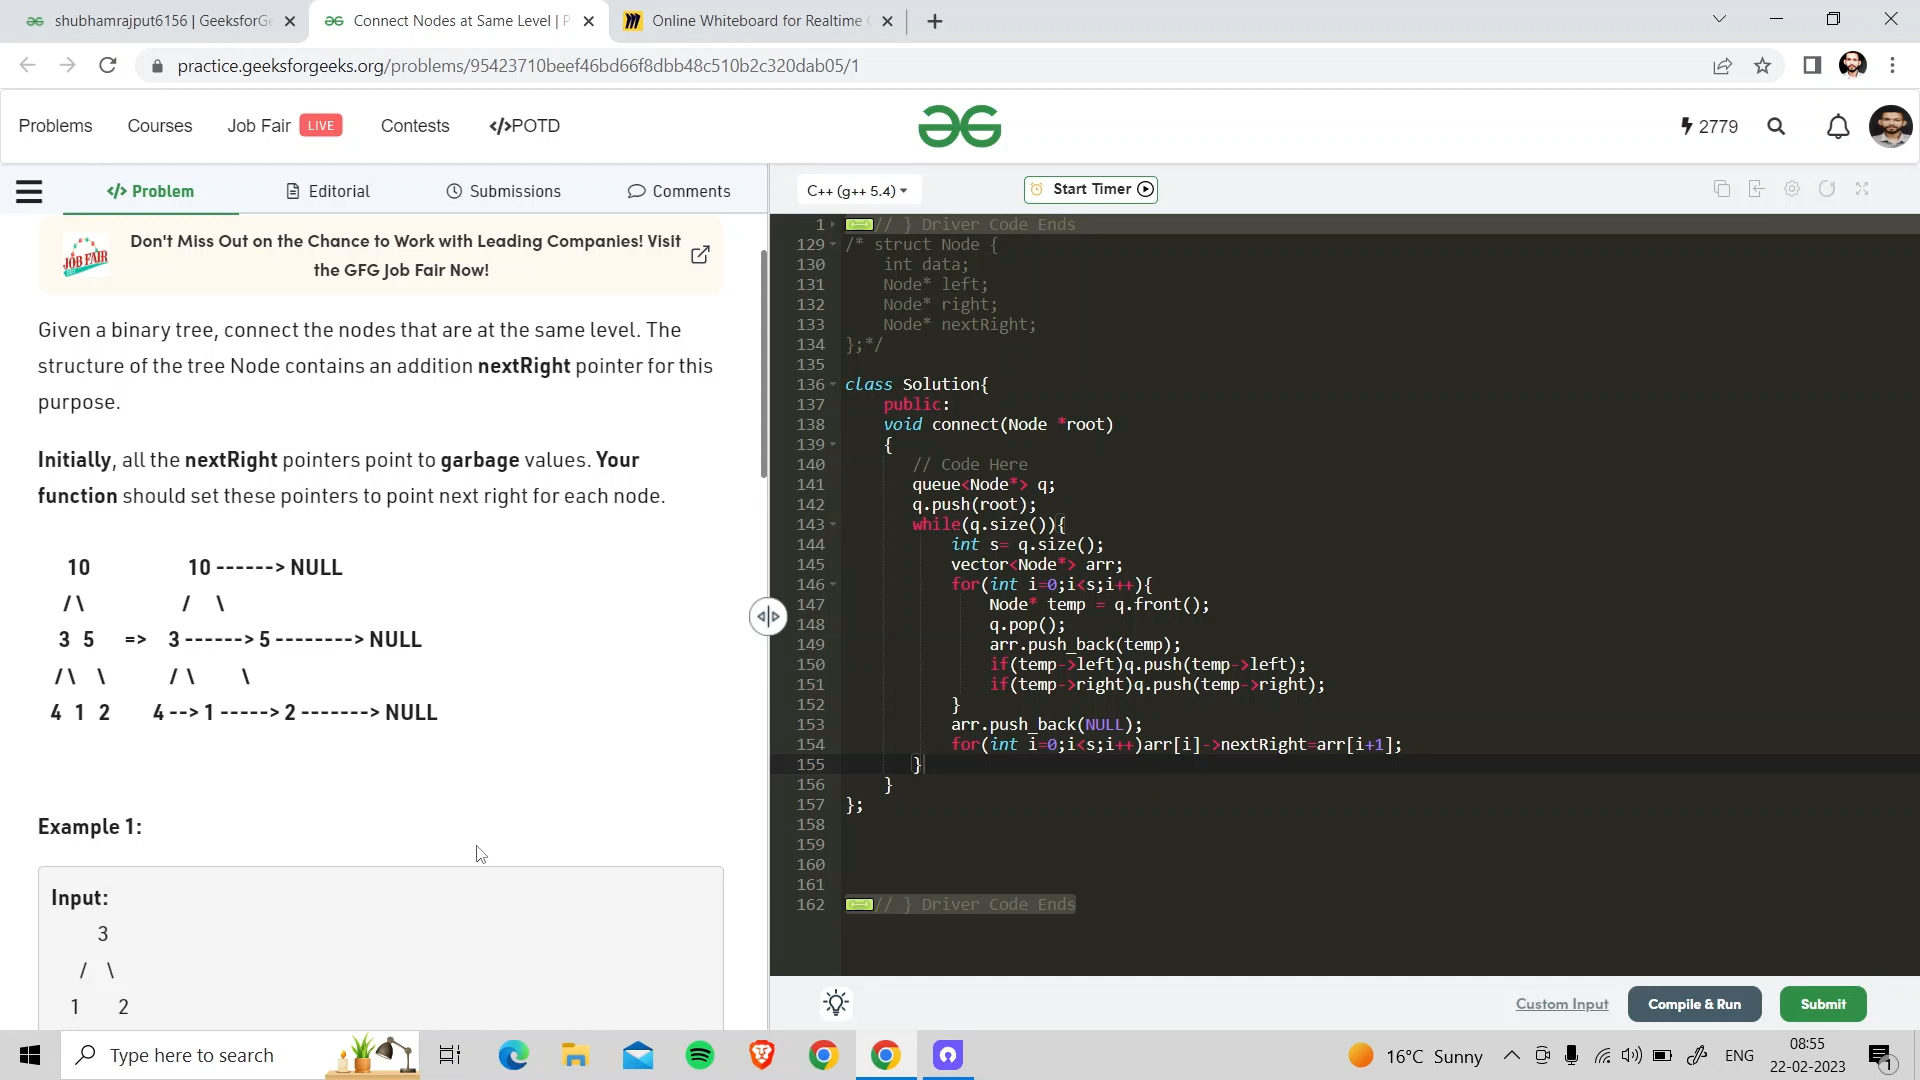 shubhamrajput6156 | GeeksforGe
Connect Nodes at Same Level | P
Online Whiteboard for Realtime C
practice.geeksforgeeks.org/problems/95423710beef46bd66f8dbb48c510b2c320dab05/1
Problems Courses Job Fair LIVE Contests </>POTD
2779
</> Problem Editorial Submissions Comments
C++ (g++ 5.4)
Start Timer
Don't Miss Out on the Chance to Work with Leading Companies! Visit
the GFG Job Fair Now!
JOB FAIR
Given a binary tree, connect the nodes that are at the same level. The
structure of the tree Node contains an addition nextRight pointer for this
purpose.
Initially, all the nextRight pointers point to garbage values. Your
function should set these pointers to point next right for each node.
10 10 ------> NULL
/ \ / \
3 5 => 3 ------> 5 --------> NULL
/ \ \ / \ \
4 1 2 4 --> 1 -----> 2 -------> NULL
Example 1:
Input:
3
/ \
1 2
1 // } Driver Code Ends
129 /* struct Node {
130 int data;
131 Node* left;
132 Node* right;
133 Node* nextRight;
134 };*/
135
136 class Solution{
137 public:
138 void connect(Node *root)
139 {
140 // Code Here
141 queue<Node*> q;
142 q.push(root);
143 while(q.size()){
144 int s= q.size();
145 vector<Node*> arr;
146 for(int i=0;i<s;i++){
147 Node* temp = q.front();
148 q.pop();
149 arr.push_back(temp);
150 if(temp->left)q.push(temp->left);
151 if(temp->right)q.push(temp->right);
152 }
153 arr.push_back(NULL);
154 for(int i=0;i<s;i++)arr[i]->nextRight=arr[i+1];
155 }
156 }
157 };
158
159
160
161
162 // } Driver Code Ends
Custom Input Compile & Run Submit
Type here to search
16°C Sunny
ENG
08:55
22-02-2023
1